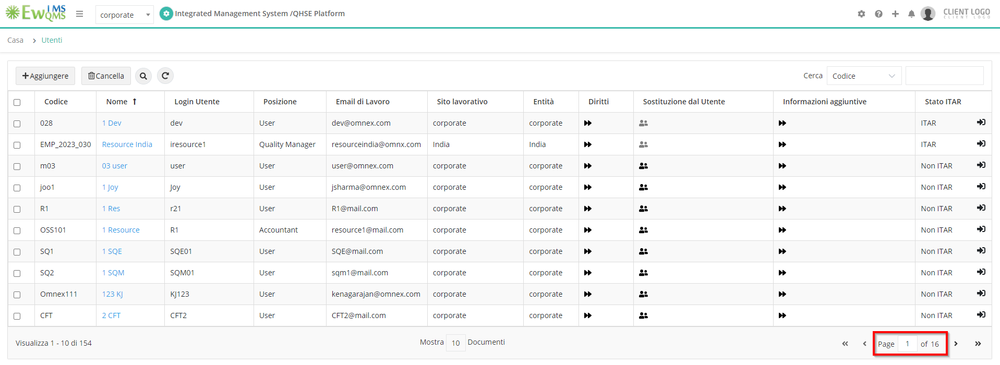 EwIMS QMS corporate Integrated Management System /QHSE Platform CLIENT LOGO
CLIENT LOGO
Casa > Utenti
+Aggiungere Cancella Cerca Codice
Codice Nome ↑ Login Utente Posizione Email di Lavoro Sito lavorativo Entità Diritti Sostituzione dal Utente Informazioni aggiuntive Stato ITAR
028 1 Dev dev User dev@omnex.com corporate corporate ITAR
EMP_2023_030 Resource India iresource1 Quality Manager resourceindia@omnx.com India India ITAR
m03 03 user user User user@omnex.com corporate corporate Non ITAR
joo1 1 Joy Joy User jsharma@omnex.com corporate corporate Non ITAR
R1 1 Res r21 User R1@mail.com corporate corporate Non ITAR
OSS101 1 Resource R1 Accountant resource1@mail.com corporate corporate Non ITAR
SQ1 1 SQE SQE01 User SQE@mail.com corporate corporate Non ITAR
SQ2 1 SQM SQM01 User sqm1@mail.com corporate corporate Non ITAR
Omnex111 123 KJ KJ123 User kenagarajan@omnex.com corporate corporate Non ITAR
CFT 2 CFT CFT2 User CFT2@mail.com corporate corporate Non ITAR
Visualizza 1 - 10 di 154 Mostra 10 Documenti « ‹ Page 1 of 16 › »